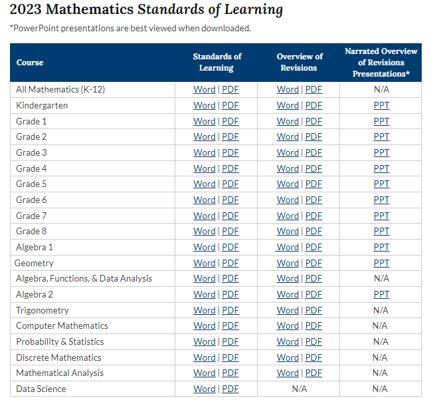 2023 Mathematics Standards of Learning
*PowerPoint presentations are best viewed when downloaded.
Course Standards of Learning Overview of Revisions Narrated Overview of Revisions Presentations*
All Mathematics (K-12) Word | PDF Word | PDF N/A
Kindergarten Word | PDF Word | PDF PPT
Grade 1 Word | PDF Word | PDF PPT
Grade 2 Word | PDF Word | PDF PPT
Grade 3 Word | PDF Word | PDF PPT
Grade 4 Word | PDF Word | PDF PPT
Grade 5 Word | PDF Word | PDF PPT
Grade 6 Word | PDF Word | PDF PPT
Grade 7 Word | PDF Word | PDF PPT
Grade 8 Word | PDF Word | PDF PPT
Algebra 1 Word | PDF Word | PDF PPT
Geometry Word | PDF Word | PDF PPT
Algebra, Functions, & Data Analysis Word | PDF Word | PDF N/A
Algebra 2 Word | PDF Word | PDF PPT
Trigonometry Word | PDF Word | PDF N/A
Computer Mathematics Word | PDF Word | PDF N/A
Probability & Statistics Word | PDF Word | PDF N/A
Discrete Mathematics Word | PDF Word | PDF N/A
Mathematical Analysis Word | PDF Word | PDF N/A
Data Science Word | PDF N/A N/A